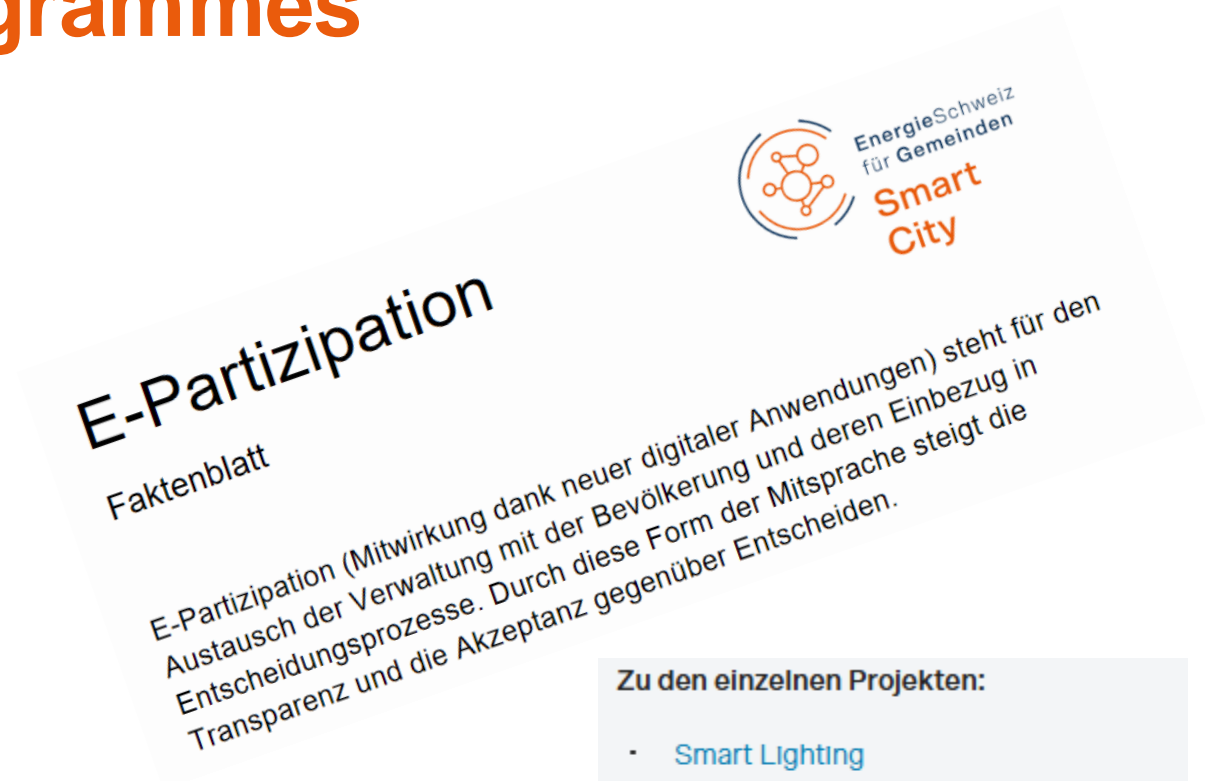 grammes
EnergieSchweiz
für Gemeinden
Smart
City
E-Partizipation
Faktenblatt
E-Partizipation (Mitwirkung dank neuer digitaler Anwendungen) steht für den
Austausch der Verwaltung mit der Bevölkerung und deren Einbezug in
Entscheidungsprozesse. Durch diese Form der Mitsprache steigt die
Transparenz und die Akzeptanz gegenüber Entscheiden.
Zu den einzelnen Projekten:
· Smart Lighting